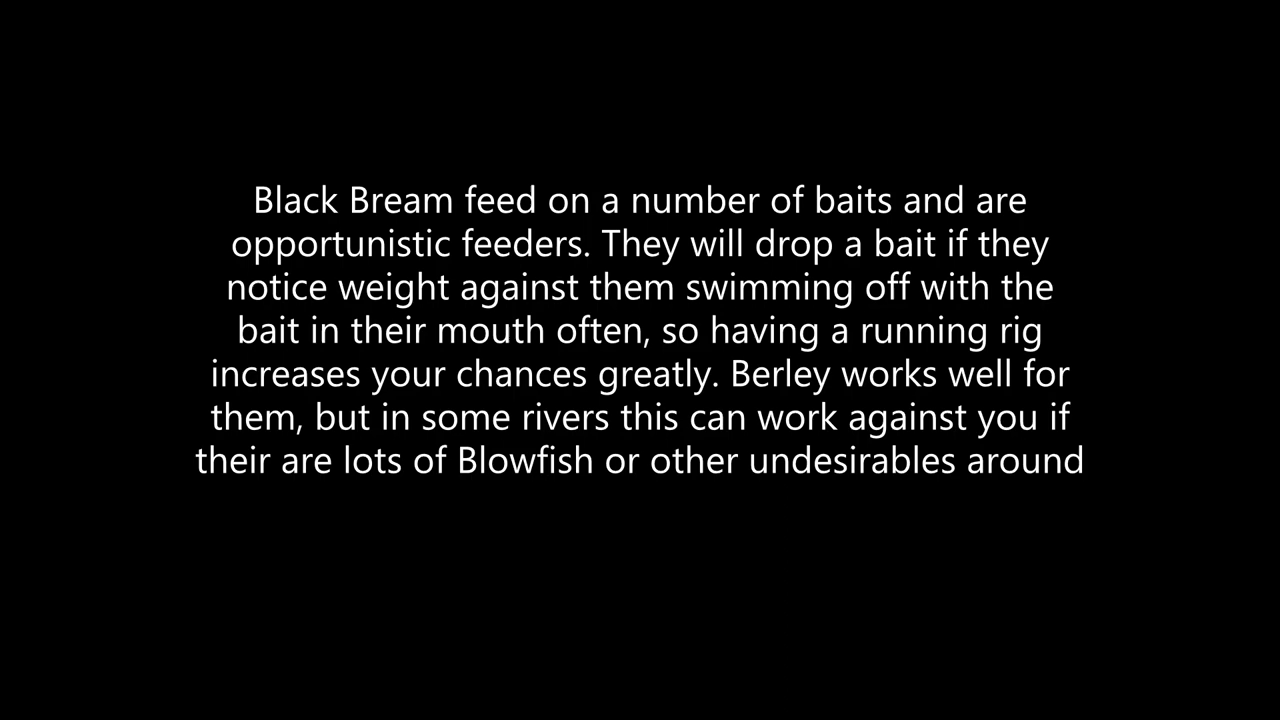 Black Bream feed on a number of baits and are
opportunistic feeders. They will drop a bait if they
notice weight against them swimming off with the
bait in their mouth often, so having a running rig
increases your chances greatly. Berley works well for
them, but in some rivers this can work against you if
their are lots of Blowfish or other undesirables around